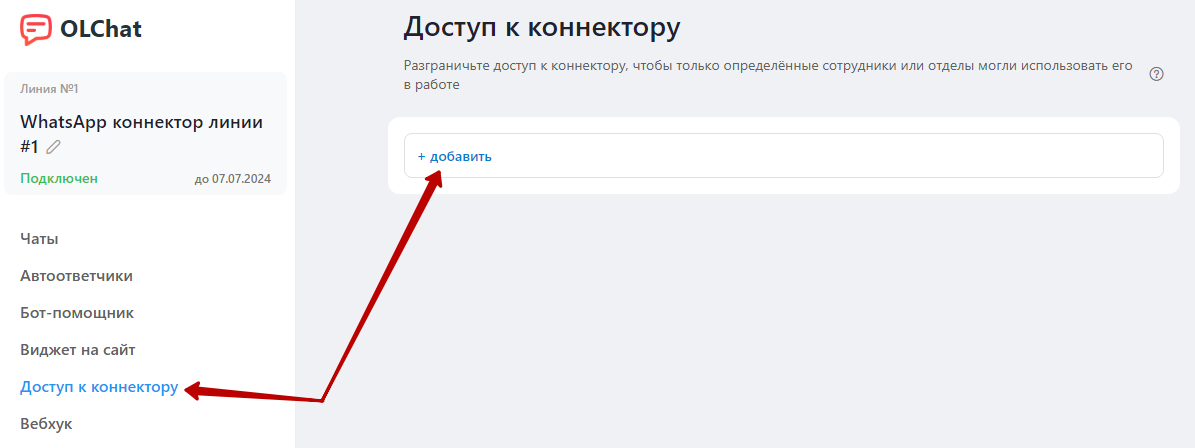 OLChat
Линия №1
WhatsApp коннектор линии
#1
Подключен
до 07.07.2024
Чаты
Автоответчики
Бот-помощник
Виджет на сайт
Доступ к коннектору
Вебхук
Доступ к коннектору
Разграничьте доступ к коннектору, чтобы только определённые сотрудники или отделы могли использовать его
в работе
?
+ добавить